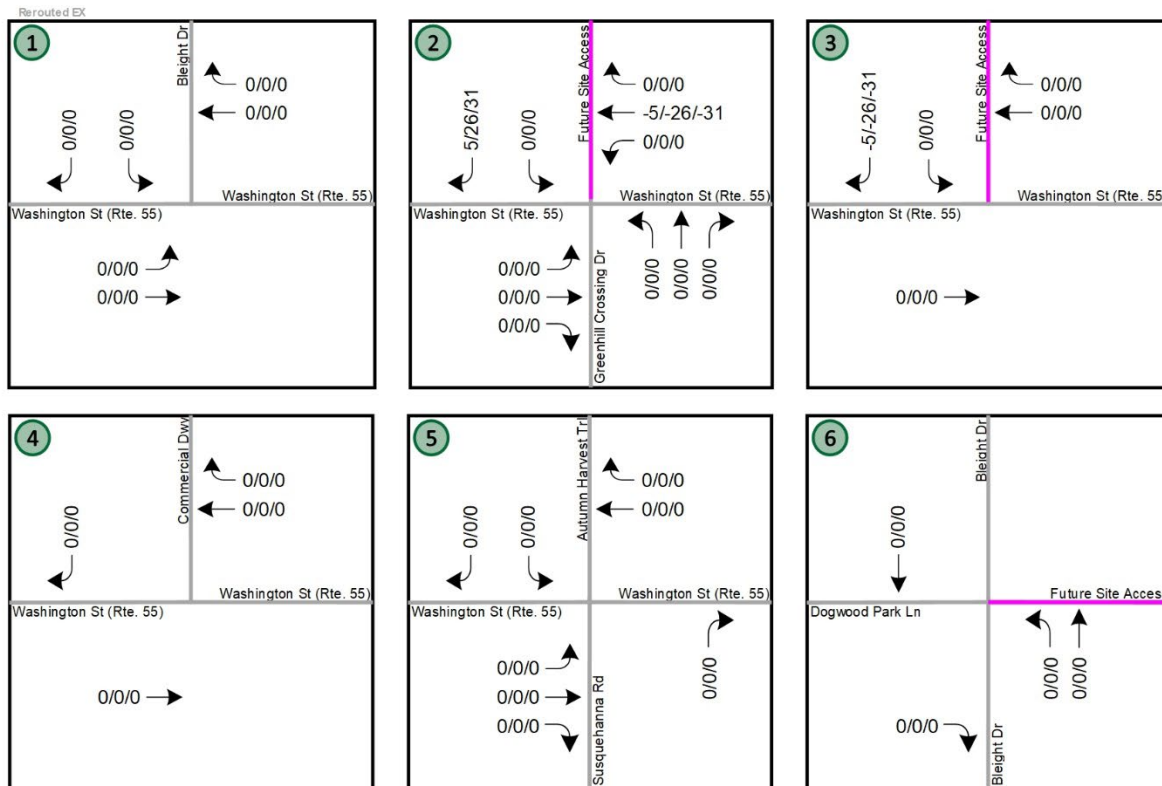 Rerouted EX
1
Bleight Dr
0/0/0
0/0/0
0/0/0
0/0/0
Washington St (Rte. 55)
Washington St (Rte. 55)
0/0/0
0/0/0
2
Future Site Access
5/26/31
0/0/0
0/0/0
-5/-26/-31
0/0/0
Washington St (Rte. 55)
Washington St (Rte. 55)
0/0/0
0/0/0
0/0/0
Greenhill Crossing Dr
0/0/0
0/0/0
0/0/0
3
Future Site Access
-5/-26/-31
0/0/0
0/0/0
0/0/0
Washington St (Rte. 55)
Washington St (Rte. 55)
0/0/0
4
Commercial Dwy
0/0/0
0/0/0
0/0/0
Washington St (Rte. 55)
Washington St (Rte. 55)
0/0/0
5
Autumn Harvest Trl
0/0/0
0/0/0
0/0/0
0/0/0
Washington St (Rte. 55)
Washington St (Rte. 55)
0/0/0
0/0/0
0/0/0
Susquehanna Rd
0/0/0
6
Bleight Dr
0/0/0
Future Site Access
Dogwood Park Ln
0/0/0
0/0/0
0/0/0
Bleight Dr